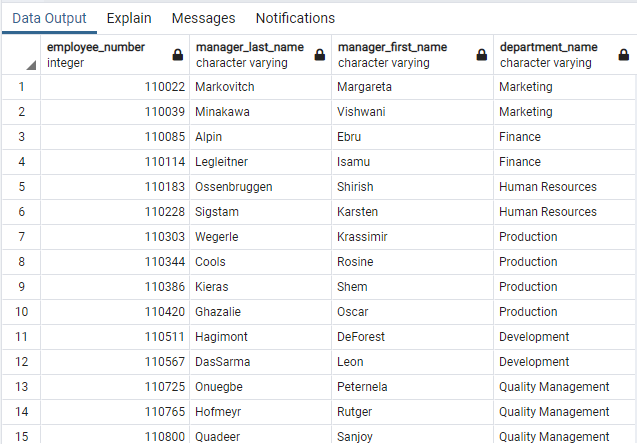 Data Output Explain Messages Notifications
employee_number manager_last_name manager_first_name department_name
integer character varying character varying character varying
1 110022 Markovitch Margareta Marketing
2 110039 Minakawa Vishwani Marketing
3 110085 Alpin Ebru Finance
4 110114 Legleitner Isamu Finance
5 110183 Ossenbruggen Shirish Human Resources
6 110228 Sigstam Karsten Human Resources
7 110303 Wegerle Krassimir Production
8 110344 Cools Rosine Production
9 110386 Kieras Shem Production
10 110420 Ghazalie Oscar Production
11 110511 Hagimont DeForest Development
12 110567 DasSarma Leon Development
13 110725 Onuegbe Peternela Quality Management
14 110765 Hofmeyr Rutger Quality Management
15 110800 Quadeer Sanjoy Quality Management